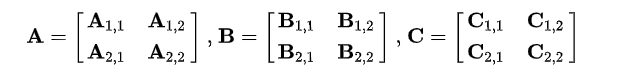 A = [ A1,1 A1,2 ] , B = [ B1,1 B1,2 ] , C = [ C1,1 C1,2 ]
A2,1 A2,2 B2,1 B2,2 C2,1 C2,2